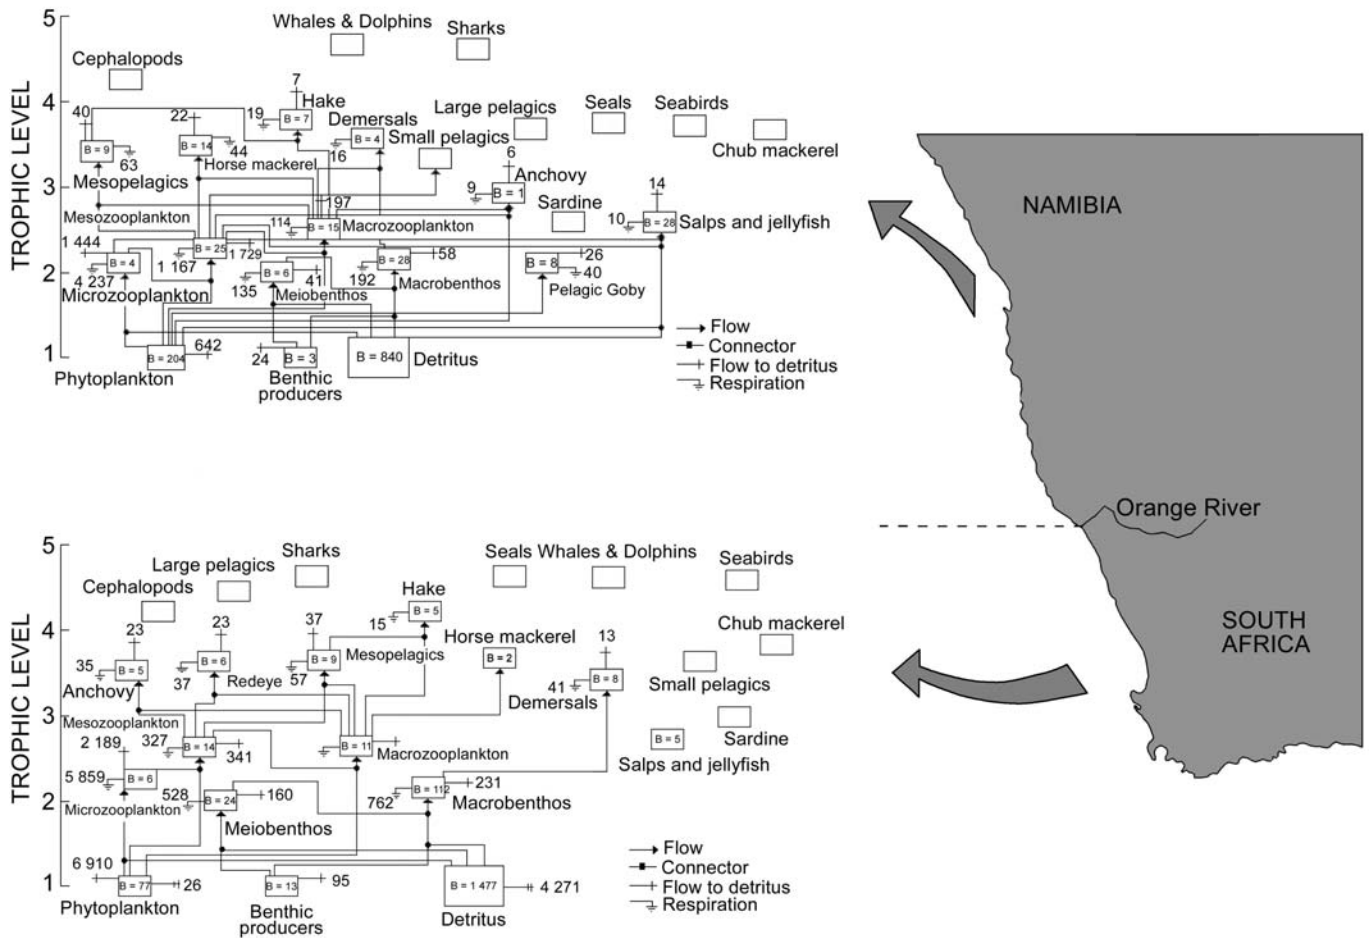 5
4
3
2
1
TROPHIC LEVEL
Whales & Dolphins
Sharks
Cephalopods
7
Hake
B = 7
19
Large pelagics
Seals
Seabirds
40
22
Demersals
B = 4
16
Small pelagics
Chub mackerel
B = 9
63
Mesopelagics
B = 14
44
Horse mackerel
6
Anchovy
B = 1
9
14
Sardine
B = 28
10
Salps and jellyfish
Mesozooplankton
197
114
B = 15
Macrozooplankton
1 444
B = 25
1 729
1 167
B = 4
4 237
Microzooplankton
B = 6
135
41
Meiobenthos
B = 28
58
192
Macrobenthos
B = 8
26
40
Pelagic Goby
B = 204
642
Phytoplankton
24
B = 3
Benthic
producers
B = 840
Detritus
Flow
Connector
Flow to detritus
Respiration
NAMIBIA
Orange River
SOUTH
AFRICA
5
4
3
2
1
TROPHIC LEVEL
Cephalopods
Large pelagics
Sharks
Seals Whales & Dolphins
Seabirds
Hake
B = 5
15
23
23
37
Horse mackerel
B = 2
Chub mackerel
35
B = 5
Anchovy
B = 6
37
Redeye
B = 9
57
Mesopelagics
13
41
B = 8
Demersals
Small pelagics
Sardine
B = 5
Salps and jellyfish
Mesozooplankton
2 189
327
B = 14
341
B = 11
Macrozooplankton
5 859
B = 6
Microzooplankton
528
B = 24
160
Meiobenthos
762
B = 112
231
Macrobenthos
6 910
B = 77
26
Phytoplankton
B = 13
95
Benthic
producers
B = 1 477
4 271
Detritus
Flow
Connector
Flow to detritus
Respiration